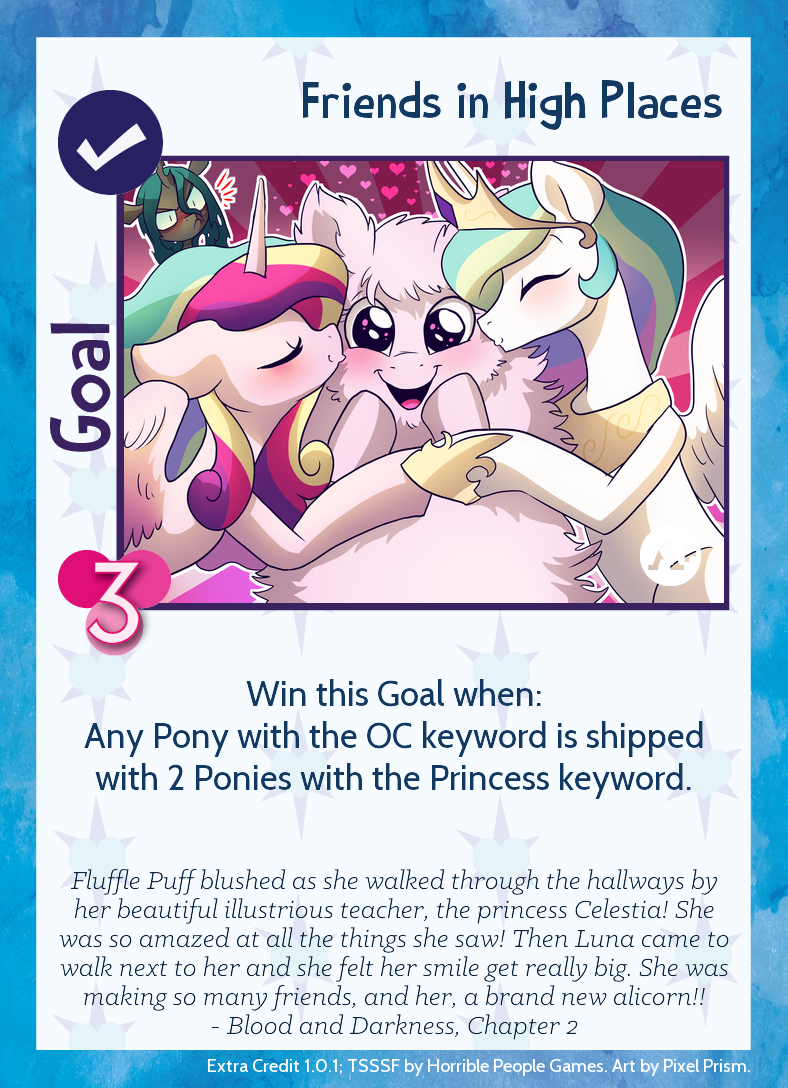 Friends in High Places
Goal
3
Win this Goal when:
Any Pony with the OC keyword is shipped
with 2 Ponies with the Princess keyword.
Fluffle Puff blushed as she walked through the hallways by
her beautiful illustrious teacher, the princess Celestia! She
was so amazed at all the things she saw! Then Luna came to
walk next to her and she felt her smile get really big. She was
making so many friends, and her, a brand new alicorn!!
- Blood and Darkness, Chapter 2
Extra Credit 1.0.1; TSSSF by Horrible People Games. Art by Pixel Prism.